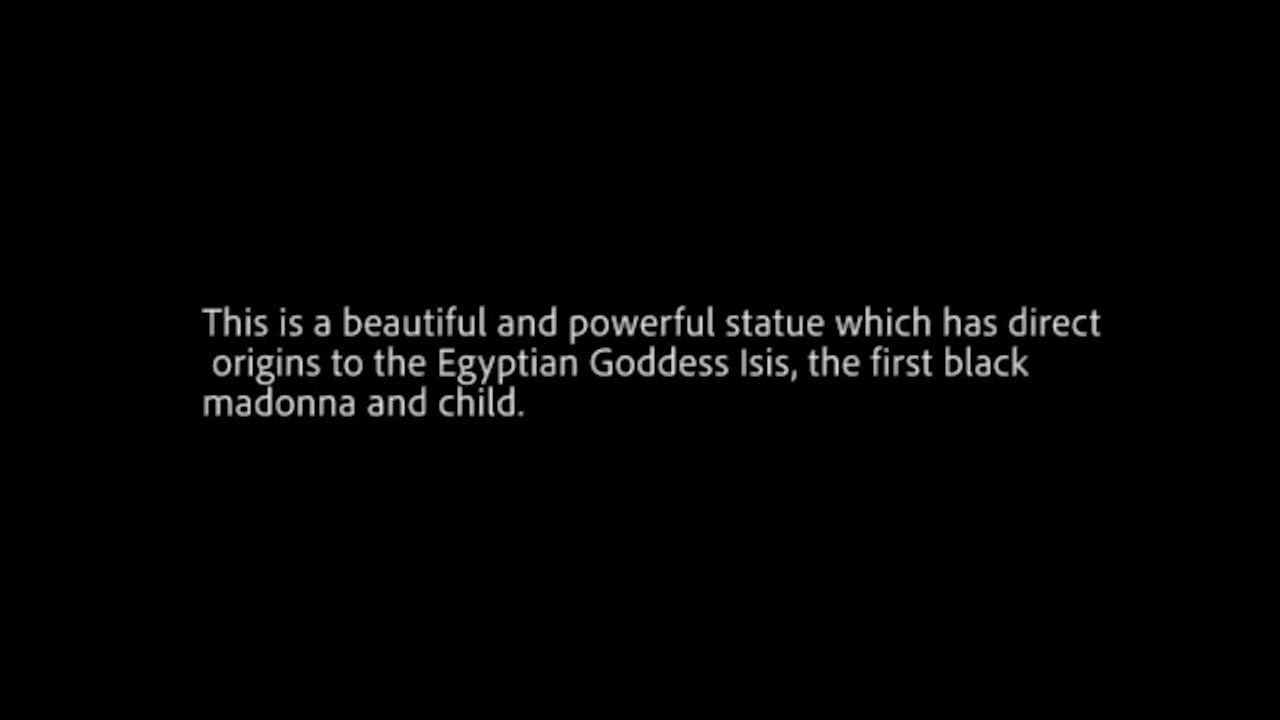 This is a beautiful and powerful statue which has direct
origins to the Egyptian Goddess Isis, the first black
madonna and child.